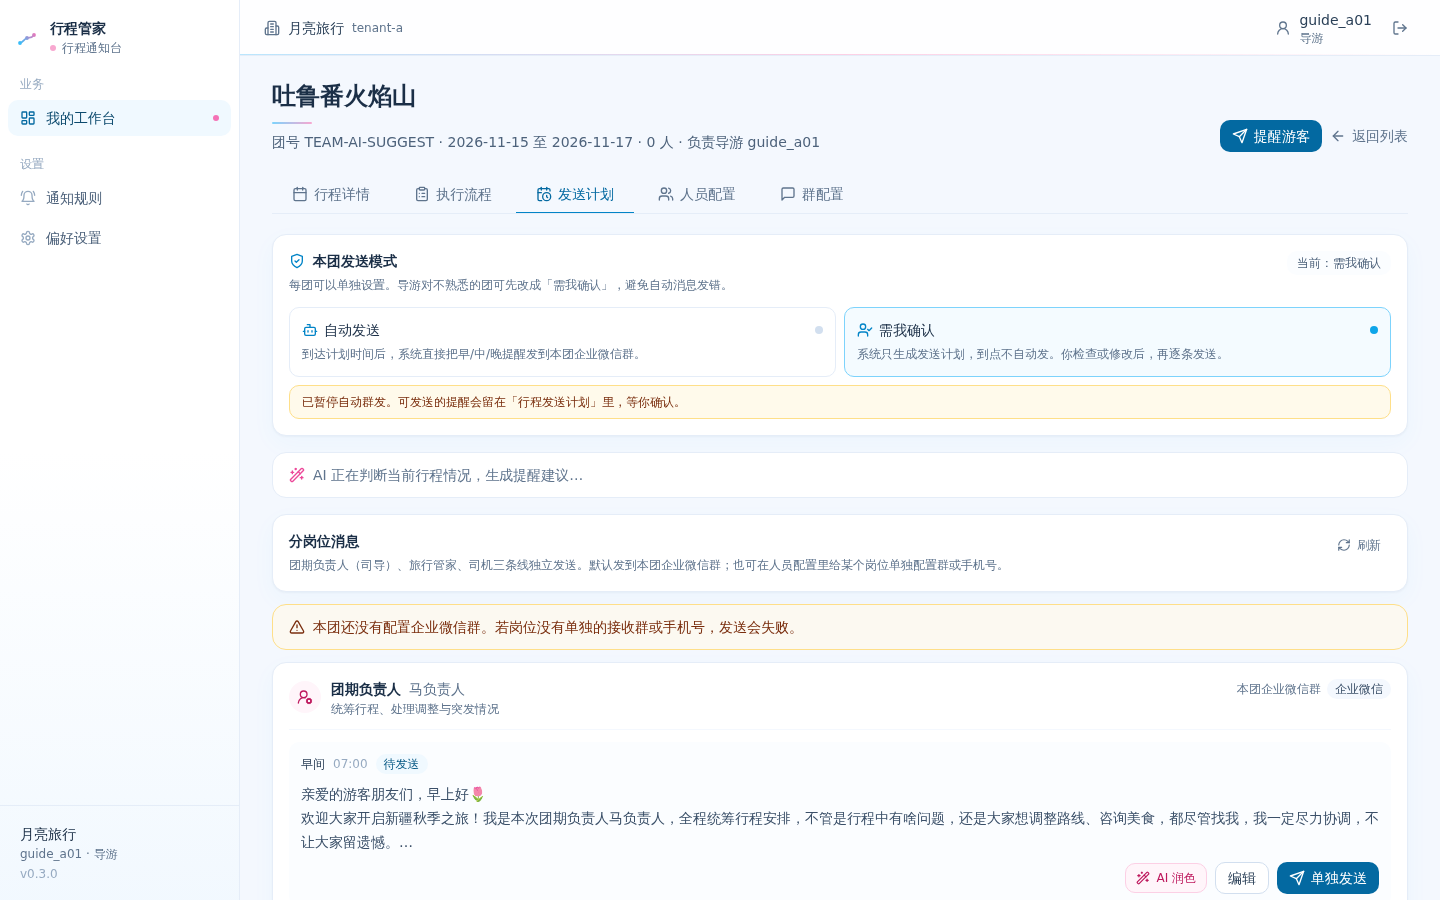 行程管家
行程通知台
业务
我的工作台
设置
通知规则
偏好设置
月亮旅行
guide_a01 · 导游
v0.3.0
月亮旅行 tenant-a
guide_a01
导游
吐鲁番火焰山
团号 TEAM-AI-SUGGEST · 2026-11-15 至 2026-11-17 · 0 人 · 负责导游 guide_a01
提醒游客
返回列表
行程详情
执行流程
发送计划
人员配置
群配置
本团发送模式
当前：需我确认
每团可以单独设置。导游对不熟悉的团可先改成「需我确认」，避免自动消息发错。
自动发送
到达计划时间后，系统直接把早/中/晚提醒发到本团企业微信群。
需我确认
系统只生成发送计划，到点不自动发。你检查或修改后，再逐条发送。
已暂停自动群发。可发送的提醒会留在「行程发送计划」里，等你确认。
AI 正在判断当前行程情况，生成提醒建议…
分岗位消息
刷新
团期负责人（司导）、旅行管家、司机三条线独立发送。默认发到本团企业微信群；也可在人员配置里给某个岗位单独配置群或手机号。
本团还没有配置企业微信群。若岗位没有单独的接收群或手机号，发送会失败。
团期负责人 马负责人
本团企业微信群 企业微信
统筹行程、处理调整与突发情况
早间 07:00 待发送
亲爱的游客朋友们，早上好🌷
欢迎大家开启新疆秋季之旅！我是本次团期负责人马负责人，全程统筹行程安排，不管是行程中有啥问题，还是大家想调整路线、咨询美食，都尽管找我，我一定尽力协调，不
让大家留遗憾。…
AI 润色
编辑
单独发送